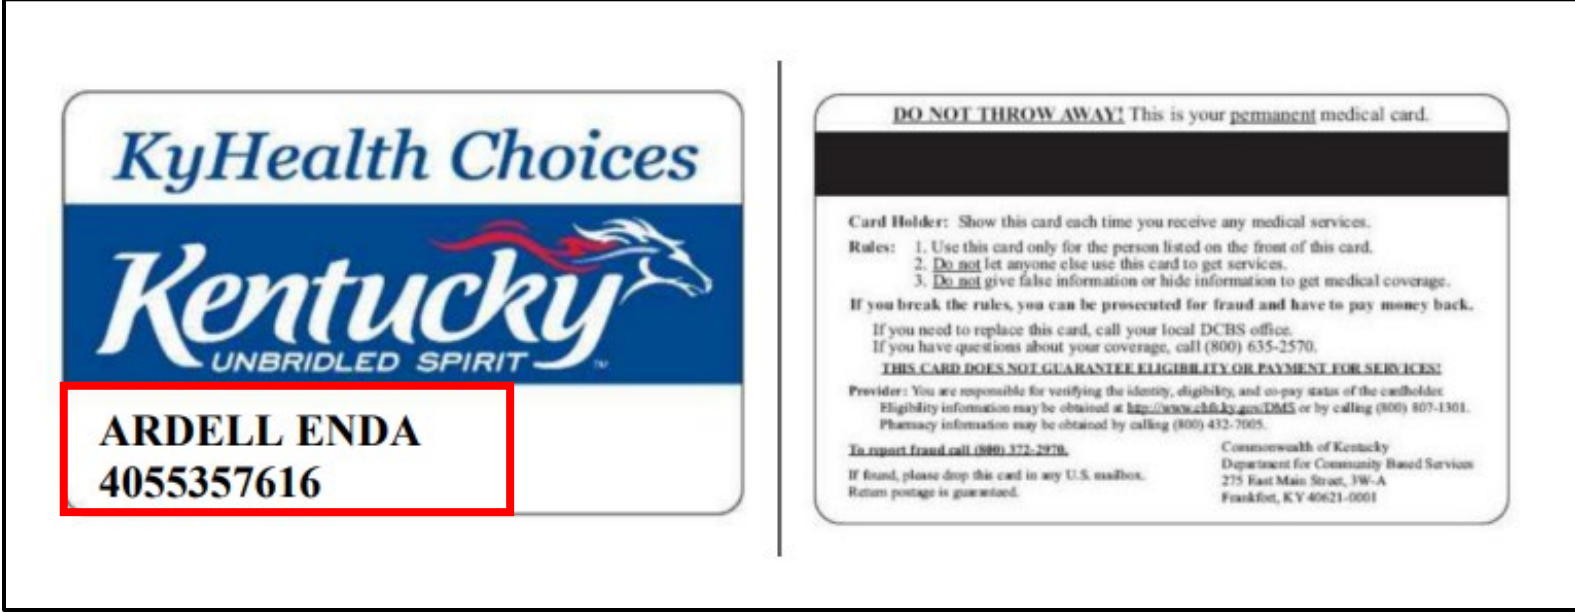 KyHealth Choices
Kentucky
UNBRIDLED SPIRIT™
ARDELL ENDA
4055357616
DO NOT THROW AWAY! This is your permanent medical card.
Card Holder: Show this card each time you receive any medical services.
Rules: 1. Use this card only for the person listed on the front of this card.
2. Do not let anyone else use this card to get services.
3. Do not give false information or hide information to get medical coverage.
If you break the rules, you can be prosecuted for fraud and have to pay money back.
If you need to replace this card, call your local DCBS office.
If you have questions about your coverage, call (800) 635-2570.
THIS CARD DOES NOT GUARANTEE ELIGIBILITY OR PAYMENT FOR SERVICES!
Provider: You are responsible for verifying the identity, eligibility, and co-pay status of the cardholder.
Eligibility information may be obtained at http://www.chfs.ky.gov/DMS or by calling (800) 807-1301.
Pharmacy information may be obtained by calling (800) 432-7005.
To report fraud call (800) 372-2970.
If found, please drop this card in any U.S. mailbox.
Return postage is guaranteed.
Commonwealth of Kentucky
Department for Community Based Services
275 East Main Street, 3W-A
Frankfort, KY 40621-0001